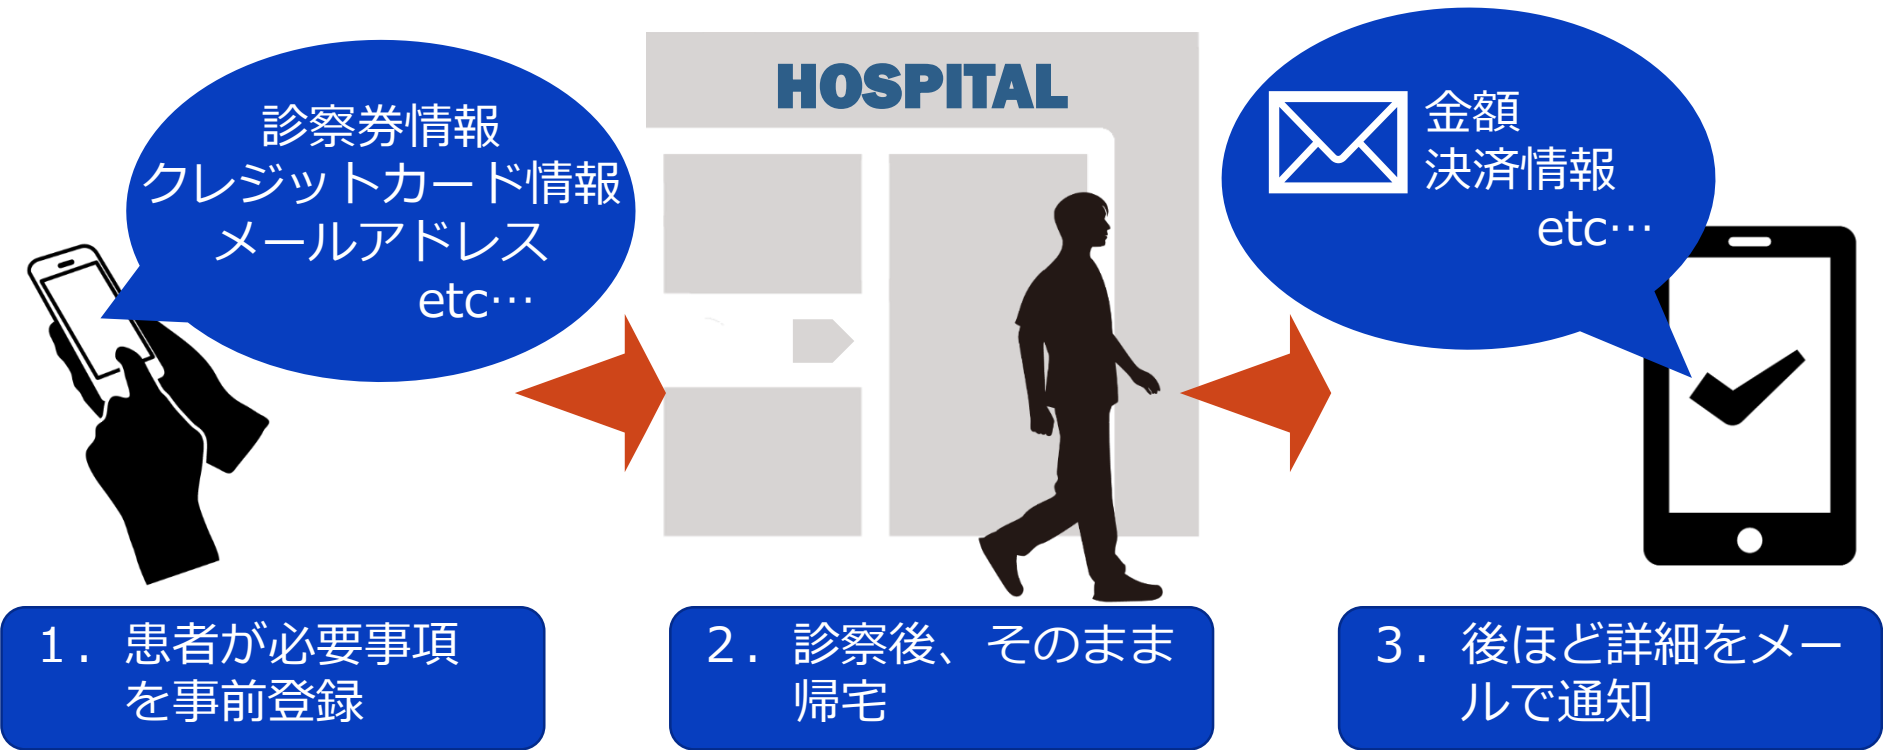 診察券情報
クレジットカード情報
メールアドレス
etc…
HOSPITAL
金額
決済情報
etc…
１．患者が必要事項
を事前登録
２．診察後、そのまま
帰宅
３．後ほど詳細をメー
ルで通知